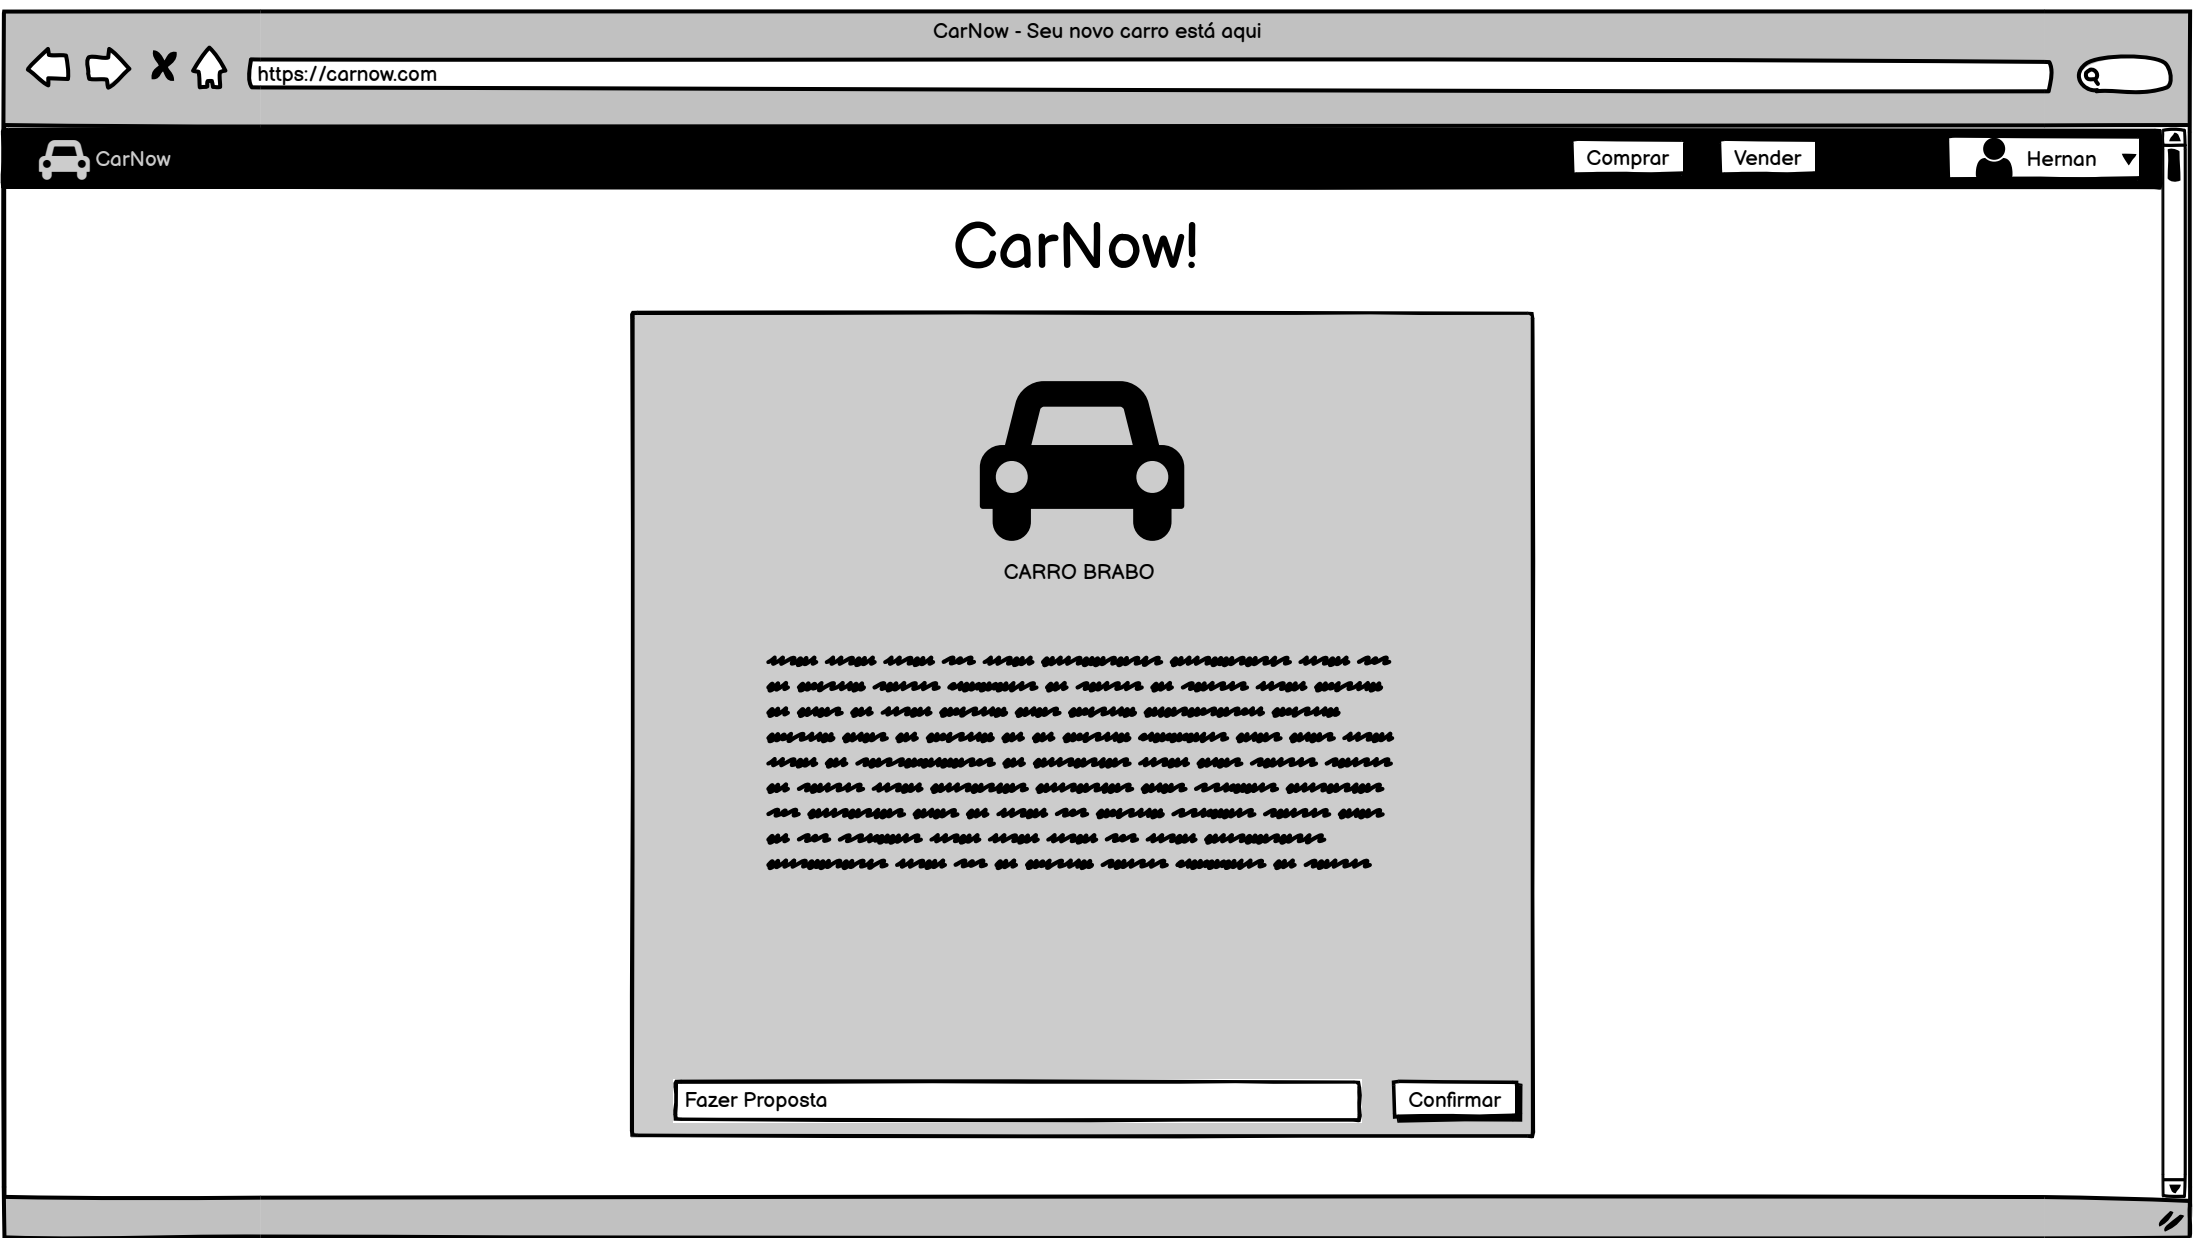 CarNow - Seu novo carro está aqui
https://carnow.com
CarNow
Comprar
Vender
Hernan
CarNow!
CARRO BRABO
Fazer Proposta
Confirmar